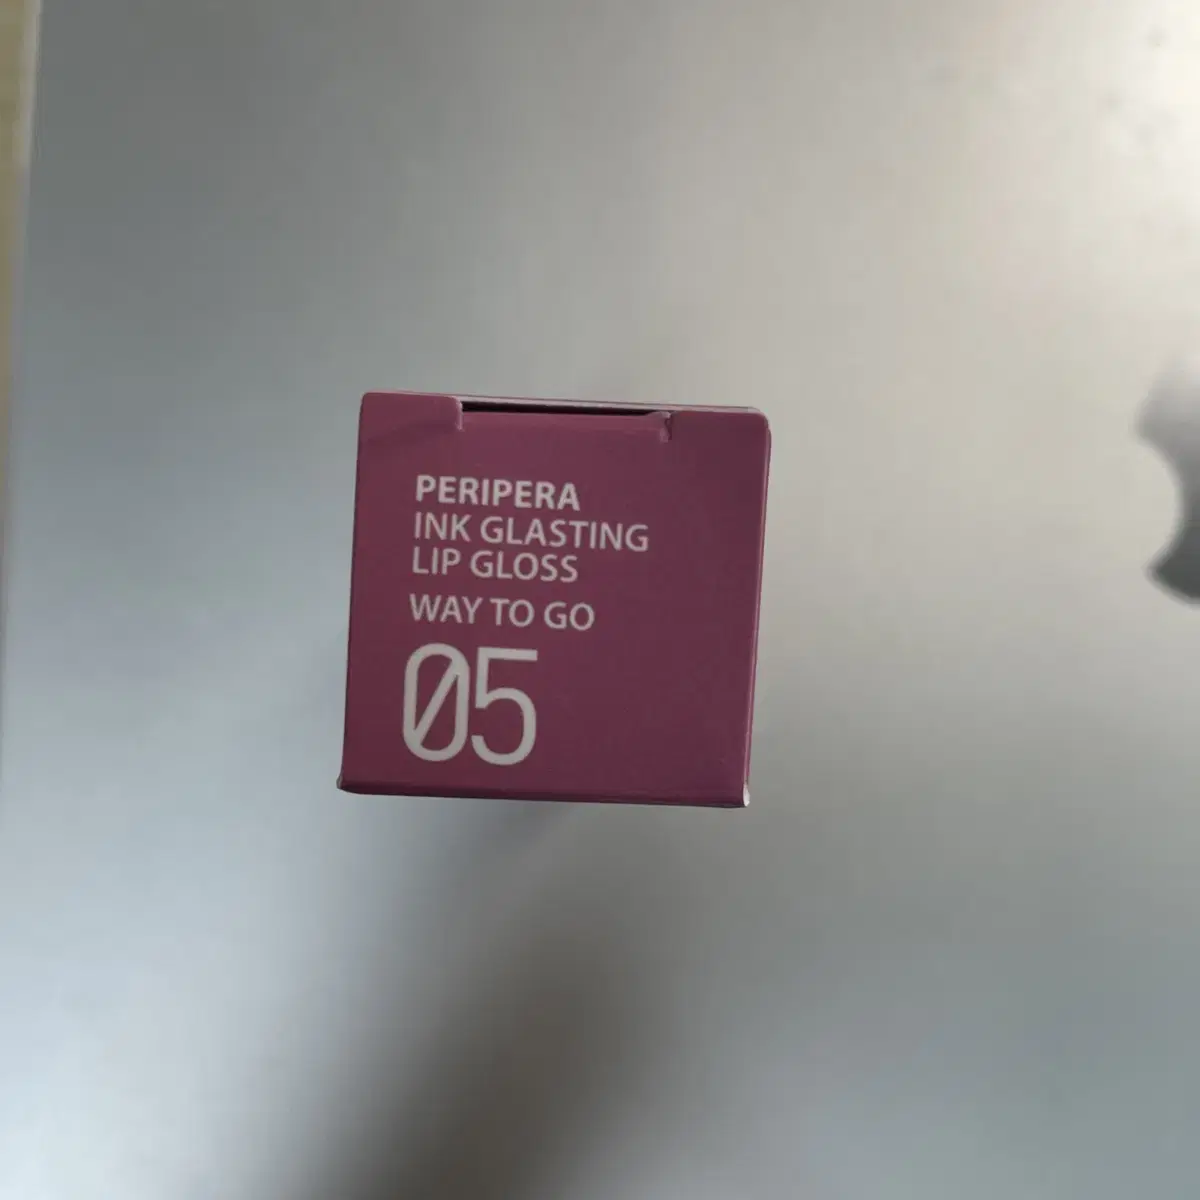 PERIPERA
INK GLASTING
LIP GLOSS
WAY TO GO
05